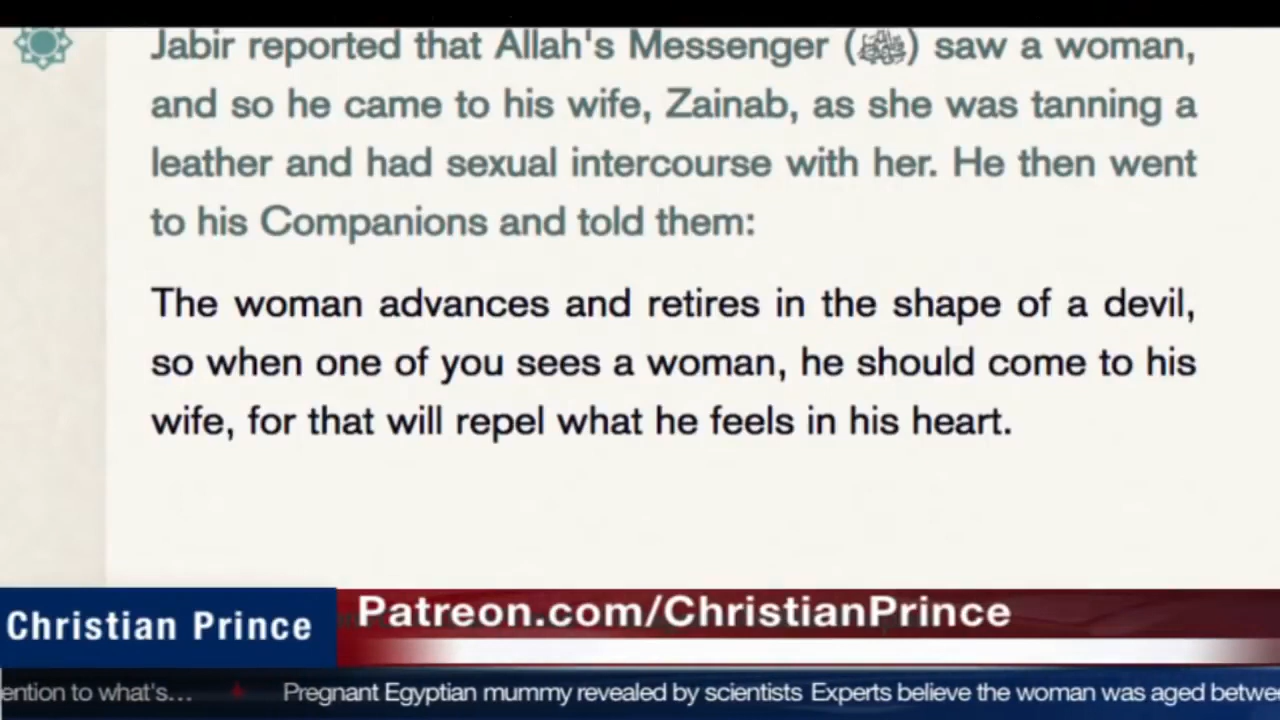 Jabir reported that Allah's Messenger (ﷺ) saw a woman,
and so he came to his wife, Zainab, as she was tanning a
leather and had sexual intercourse with her. He then went
to his Companions and told them:
The woman advances and retires in the shape of a devil,
so when one of you sees a woman, he should come to his
wife, for that will repel what he feels in his heart.
Christian Prince
Patreon.com/ChristianPrince
ention to what's... Pregnant Egyptian mummy revealed by scientists Experts believe the woman was aged betwe